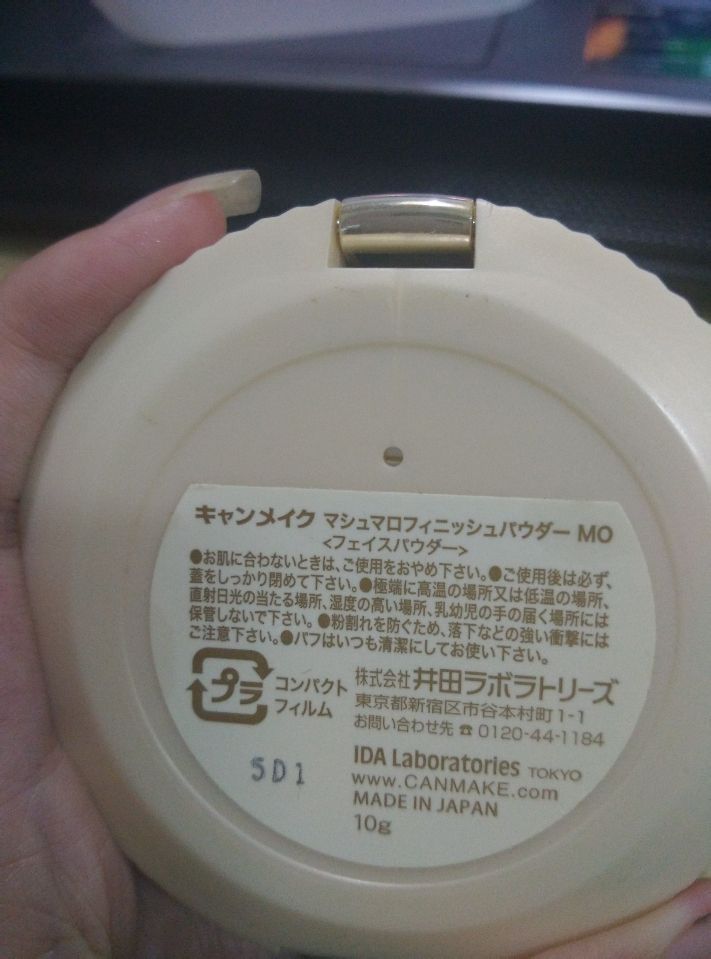 キャンメイク マシュマロフィニッシュパウダー MO
<フェイスパウダー>
●お肌に合わないときは、ご使用をおやめ下さい。●ご使用後は必ず、
蓋をしっかり閉めて下さい。●極端に高温の場所又は低温の場所、
直射日光の当たる場所、湿度の高い場所、乳幼児の手の届く場所には
保管しないで下さい。●粉割れを防ぐため、落下などの強い衝撃には
ご注意下さい。●パフはいつも清潔にしてお使い下さい。
プラ
コンパクト
フィルム
株式会社 井田ラボラトリーズ
東京都新宿区市谷本村町1-1
お問い合わせ先 ☎ 0120-44-1184
5D1
IDA Laboratories TOKYO
www.CANMAKE.com
MADE IN JAPAN
10g